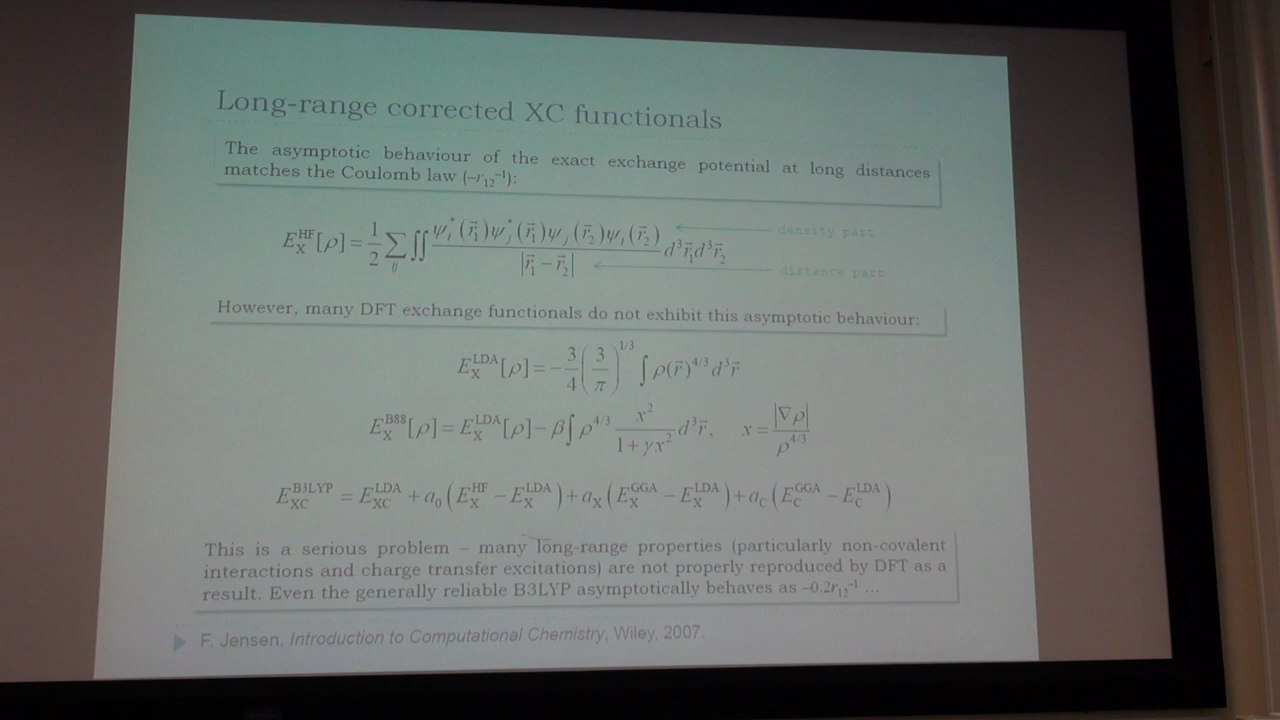 Long-range corrected XC functionals
The asymptotic behaviour of the exact exchange potential at long distances
matches the Coulomb law (–r₁₂⁻¹):
E_X^HF[ρ] = 1/2 ∑_ij ∬ ψ_i*(r⃗₁)ψ_j*(r⃗₁)ψ_j(r⃗₂)ψ_i(r⃗₂) / |r⃗₁ − r⃗₂| d³r⃗₁d³r⃗₂
density part
distance part
However, many DFT exchange functionals do not exhibit this asymptotic behaviour:
E_X^LDA[ρ] = −3/4 (3/π)^1/3 ∫ ρ(r⃗)^4/3 d³r⃗
E_X^B88[ρ] = E_X^LDA[ρ] − β∫ρ^4/3 x²/(1 + γx²) d³r⃗, x = |∇ρ|/ρ^4/3
E_XC^B3LYP = E_XC^LDA + a₀(E_X^HF − E_X^LDA) + a_X(E_X^GGA − E_X^LDA) + a_C(E_C^GGA − E_C^LDA)
This is a serious problem – many long-range properties (particularly non-covalent
interactions and charge transfer excitations) are not properly reproduced by DFT as a
result. Even the generally reliable B3LYP asymptotically behaves as –0.2r₁₂⁻¹ ...
F. Jensen, Introduction to Computational Chemistry, Wiley, 2007.